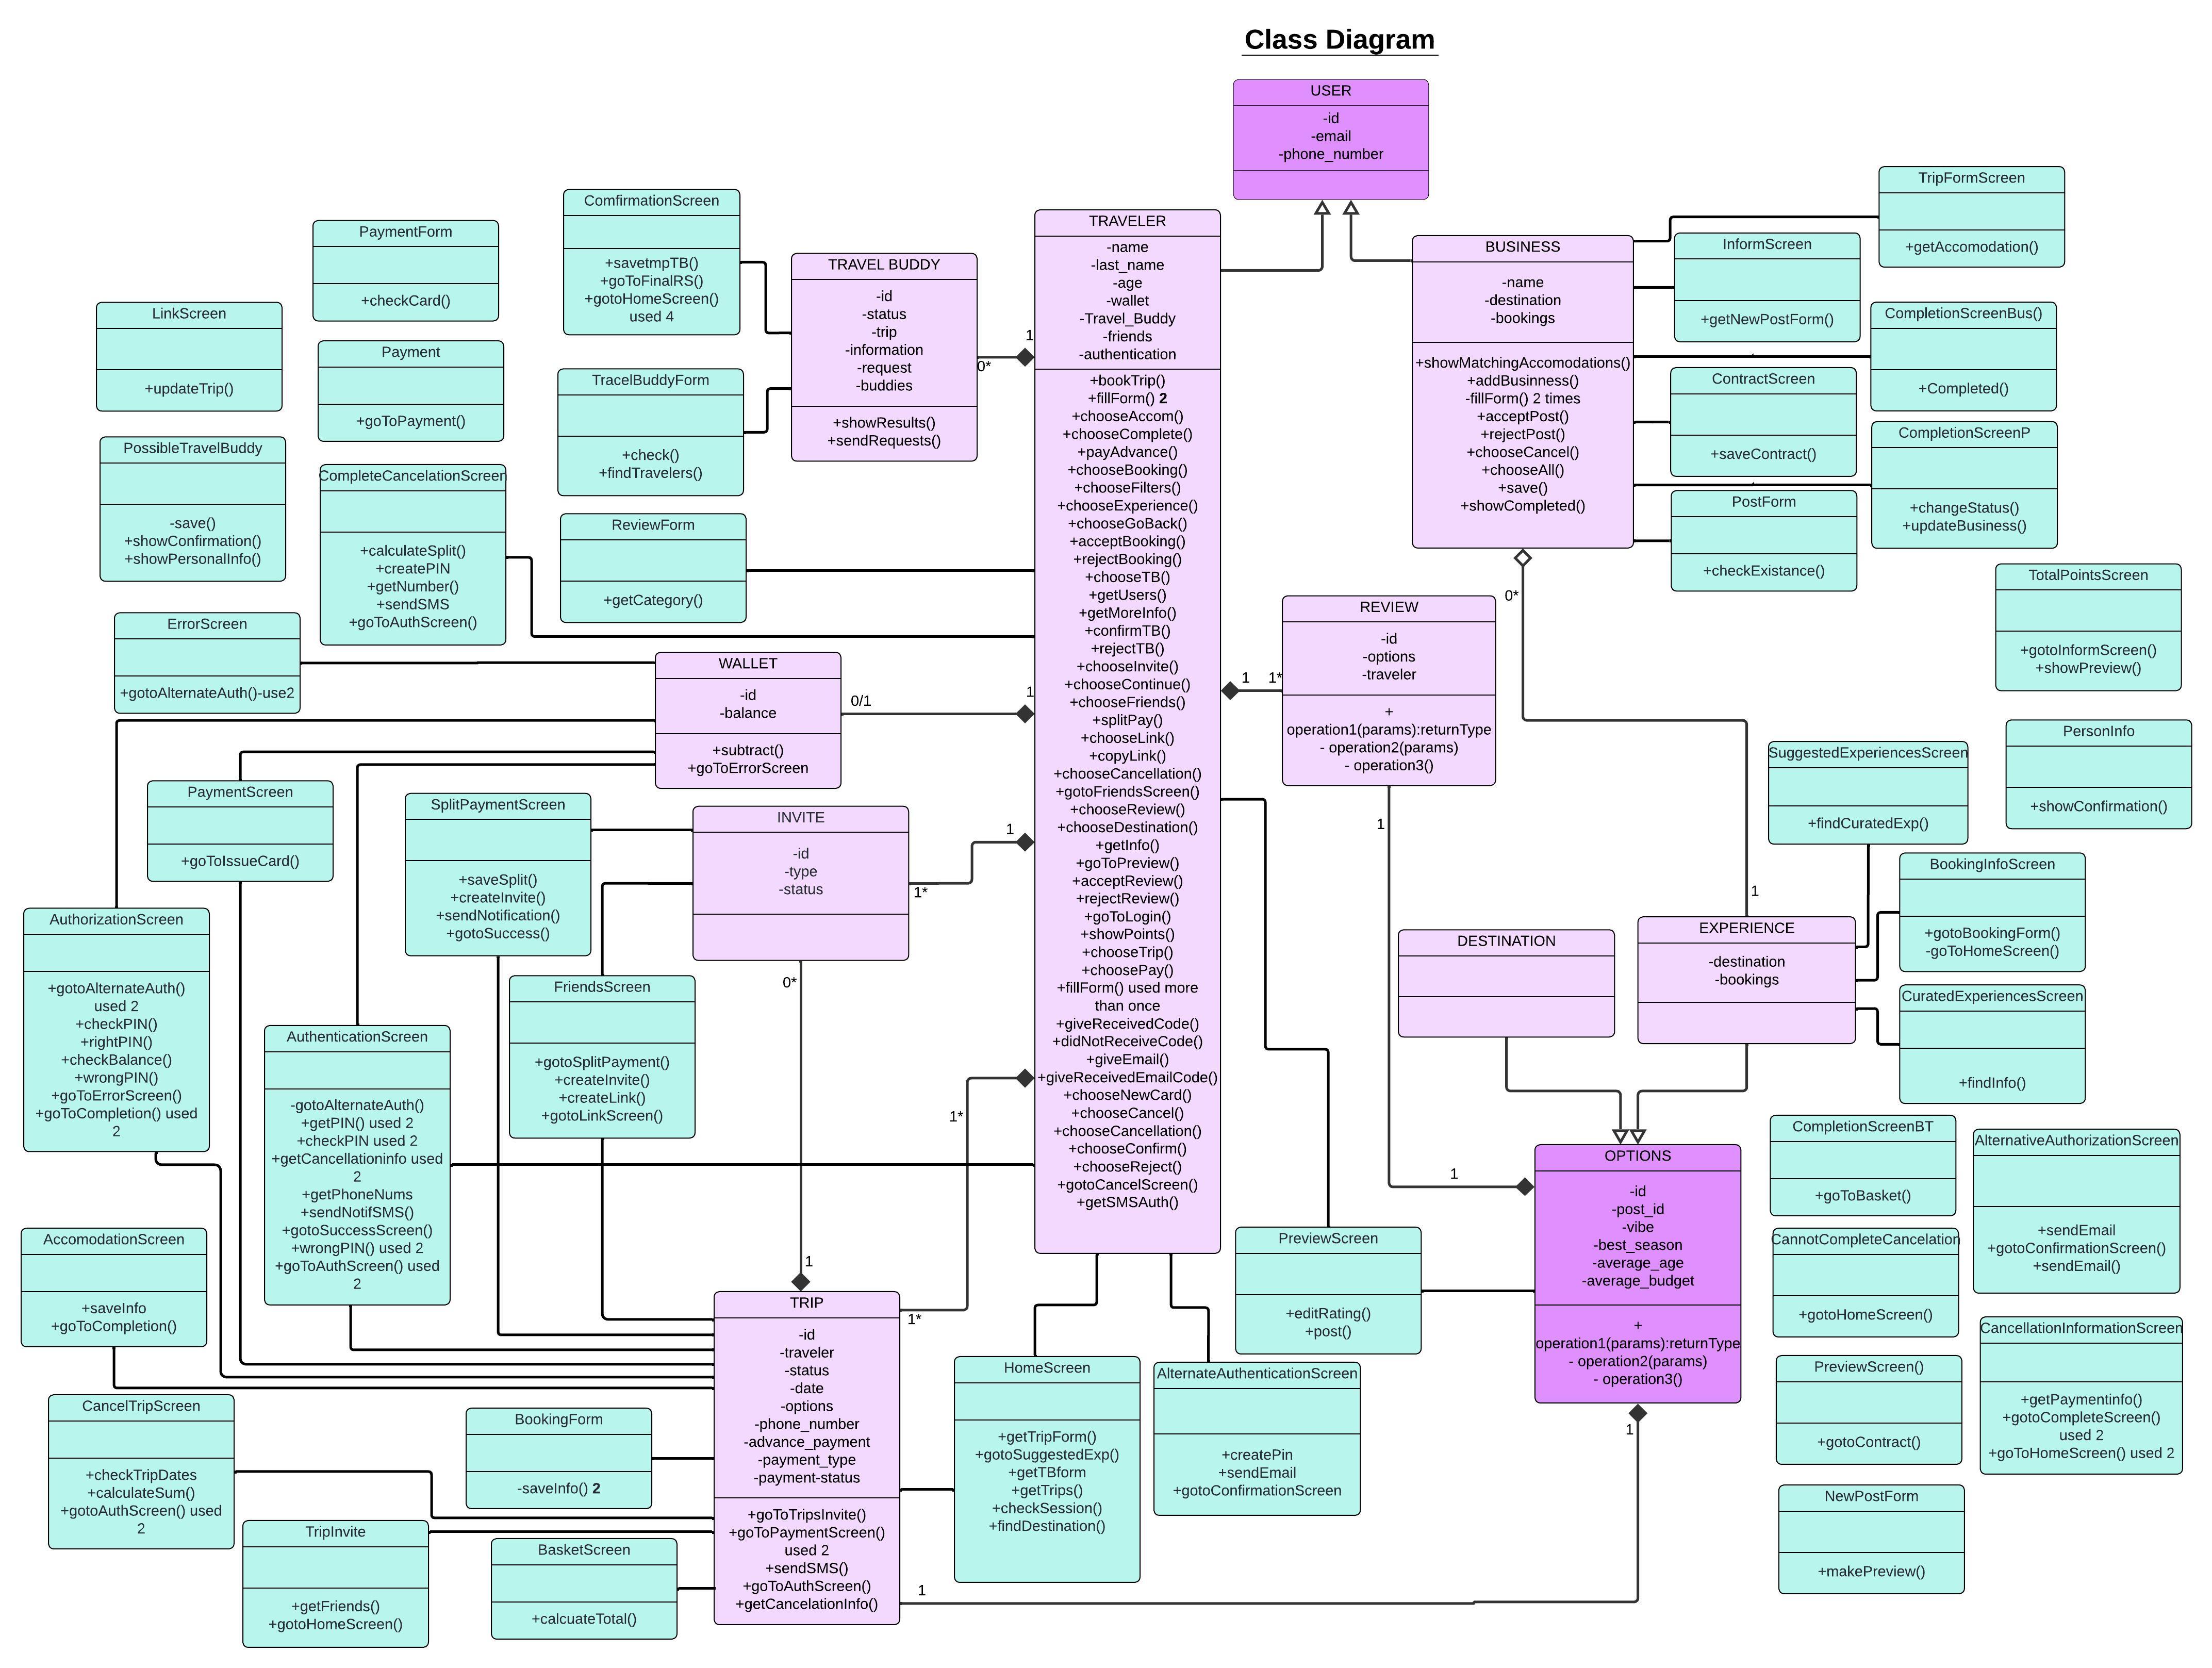 Class Diagram
USER
-id
-email
-phone_number
TripFormScreen
+getAccomodation()
ComfirmationScreen
+savetmpTB()
+goToFinalRS()
+gotoHomeScreen()
used 4
PaymentForm
+checkCard()
TRAVEL BUDDY
-id
-status
-trip
-information
-request
-buddies
+showResults()
+sendRequests()
0*
1
TRAVELER
-name
-last_name
-age
-wallet
-Travel_Buddy
-friends
-authentication
+bookTrip()
+fillForm() 2
+chooseAccom()
+chooseComplete()
+payAdvance()
+chooseBooking()
+chooseFilters()
+chooseExperience()
+chooseGoBack()
+acceptBooking()
+rejectBooking()
+chooseTB()
+getUsers()
+getMoreInfo()
+confirmTB()
+rejectTB()
+chooseInvite()
+chooseContinue()
+chooseFriends()
+splitPay()
+chooseLink()
+copyLink()
+chooseCancellation()
+gotoFriendsScreen()
+chooseReview()
+chooseDestination()
+getInfo()
+goToPreview()
+acceptReview()
+rejectReview()
+goToLogin()
+showPoints()
+chooseTrip()
+choosePay()
+fillForm() used more
than once
+giveReceivedCode()
+didNotReceiveCode()
+giveEmail()
+giveReceivedEmailCode()
+chooseNewCard()
+chooseCancel()
+chooseCancellation()
+chooseConfirm()
+chooseReject()
+gotoCancelScreen()
+getSMSAuth()
BUSINESS
-name
-destination
-bookings
+showMatchingAccomodations()
+addBusinness()
-fillForm() 2 times
+acceptPost()
+rejectPost()
+chooseCancel()
+chooseAll()
+save()
+showCompleted()
0*
InformScreen
+getNewPostForm()
CompletionScreenBus()
+Completed()
ContractScreen
+saveContract()
CompletionScreenP
+changeStatus()
+updateBusiness()
PostForm
+checkExistance()
LinkScreen
+updateTrip()
Payment
+goToPayment()
TracelBuddyForm
+check()
+findTravelers()
PossibleTravelBuddy
-save()
+showConfirmation()
+showPersonalInfo()
CompleteCancelationScreen
+calculateSplit()
+createPIN
+getNumber()
+sendSMS
+goToAuthScreen()
ReviewForm
+getCategory()
ErrorScreen
+gotoAlternateAuth()-use2
WALLET
-id
-balance
+subtract()
+goToErrorScreen
0/1
1
REVIEW
-id
-options
-traveler
+
operation1(params):returnType
- operation2(params)
- operation3()
1
1*
1
TotalPointsScreen
+gotoInformScreen()
+showPreview()
PersonInfo
+showConfirmation()
SuggestedExperiencesScreen
+findCuratedExp()
PaymentScreen
+goToIssueCard()
SplitPaymentScreen
+saveSplit()
+createInvite()
+sendNotification()
+gotoSuccess()
INVITE
-id
-type
-status
1*
1
0*
BookingInfoScreen
+gotoBookingForm()
-goToHomeScreen()
AuthorizationScreen
+gotoAlternateAuth()
used 2
+checkPIN()
+rightPIN()
+checkBalance()
+wrongPIN()
+goToErrorScreen()
+goToCompletion() used
2
DESTINATION
EXPERIENCE
-destination
-bookings
1
FriendsScreen
+gotoSplitPayment()
+createInvite()
+createLink()
+gotoLinkScreen()
CuratedExperiencesScreen
+findInfo()
AuthenticationScreen
-gotoAlternateAuth()
+getPIN() used 2
+checkPIN used 2
+getCancellationinfo used
2
+getPhoneNums
+sendNotifSMS()
+gotoSuccessScreen()
+wrongPIN() used 2
+goToAuthScreen() used
2
1*
1
OPTIONS
-id
-post_id
-vibe
-best_season
-average_age
-average_budget
+
operation1(params):returnType
- operation2(params)
- operation3()
1
CompletionScreenBT
+goToBasket()
AlternativeAuthorizationScreen
+sendEmail
+gotoConfirmationScreen()
+sendEmail()
AccomodationScreen
+saveInfo
+goToCompletion()
1
TRIP
-id
-traveler
-status
-date
-options
-phone_number
-advance_payment
-payment_type
-payment-status
+goToTripsInvite()
+goToPaymentScreen()
used 2
+sendSMS()
+goToAuthScreen()
+getCancelationInfo()
1*
1
PreviewScreen
+editRating()
+post()
CannotCompleteCancelation
+gotoHomeScreen()
CancellationInformationScreen
+getPaymentinfo()
+gotoCompleteScreen()
used 2
+goToHomeScreen() used 2
HomeScreen
+getTripForm()
+gotoSuggestedExp()
+getTBform
+getTrips()
+checkSession()
+findDestination()
AlternateAuthenticationScreen
+createPin
+sendEmail
+gotoConfirmationScreen
PreviewScreen()
+gotoContract()
CancelTripScreen
+checkTripDates
+calculateSum()
+gotoAuthScreen() used
2
BookingForm
-saveInfo() 2
NewPostForm
+makePreview()
TripInvite
+getFriends()
+gotoHomeScreen()
BasketScreen
+calcuateTotal()